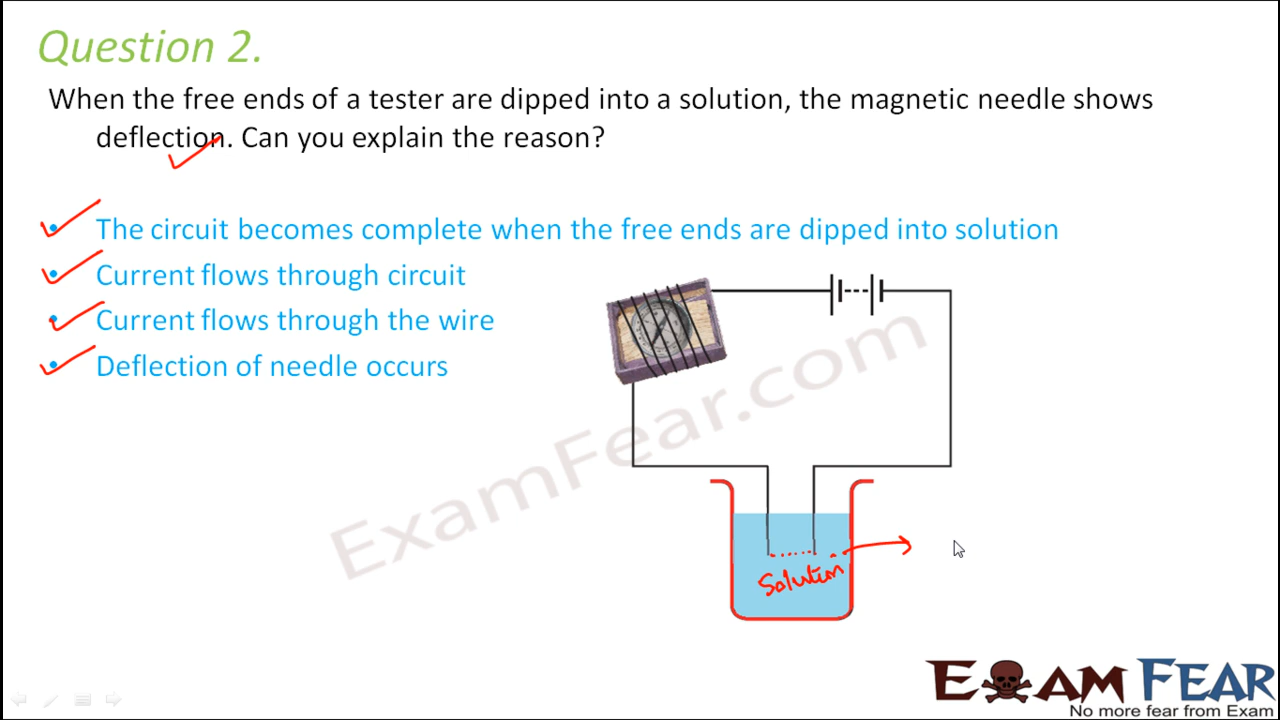 Question 2.
When the free ends of a tester are dipped into a solution, the magnetic needle shows
deflection. Can you explain the reason?
• The circuit becomes complete when the free ends are dipped into solution
• Current flows through circuit
• Current flows through the wire
• Deflection of needle occurs
ExamFear.com
Solution
EXAM FEAR
No more fear from Exam